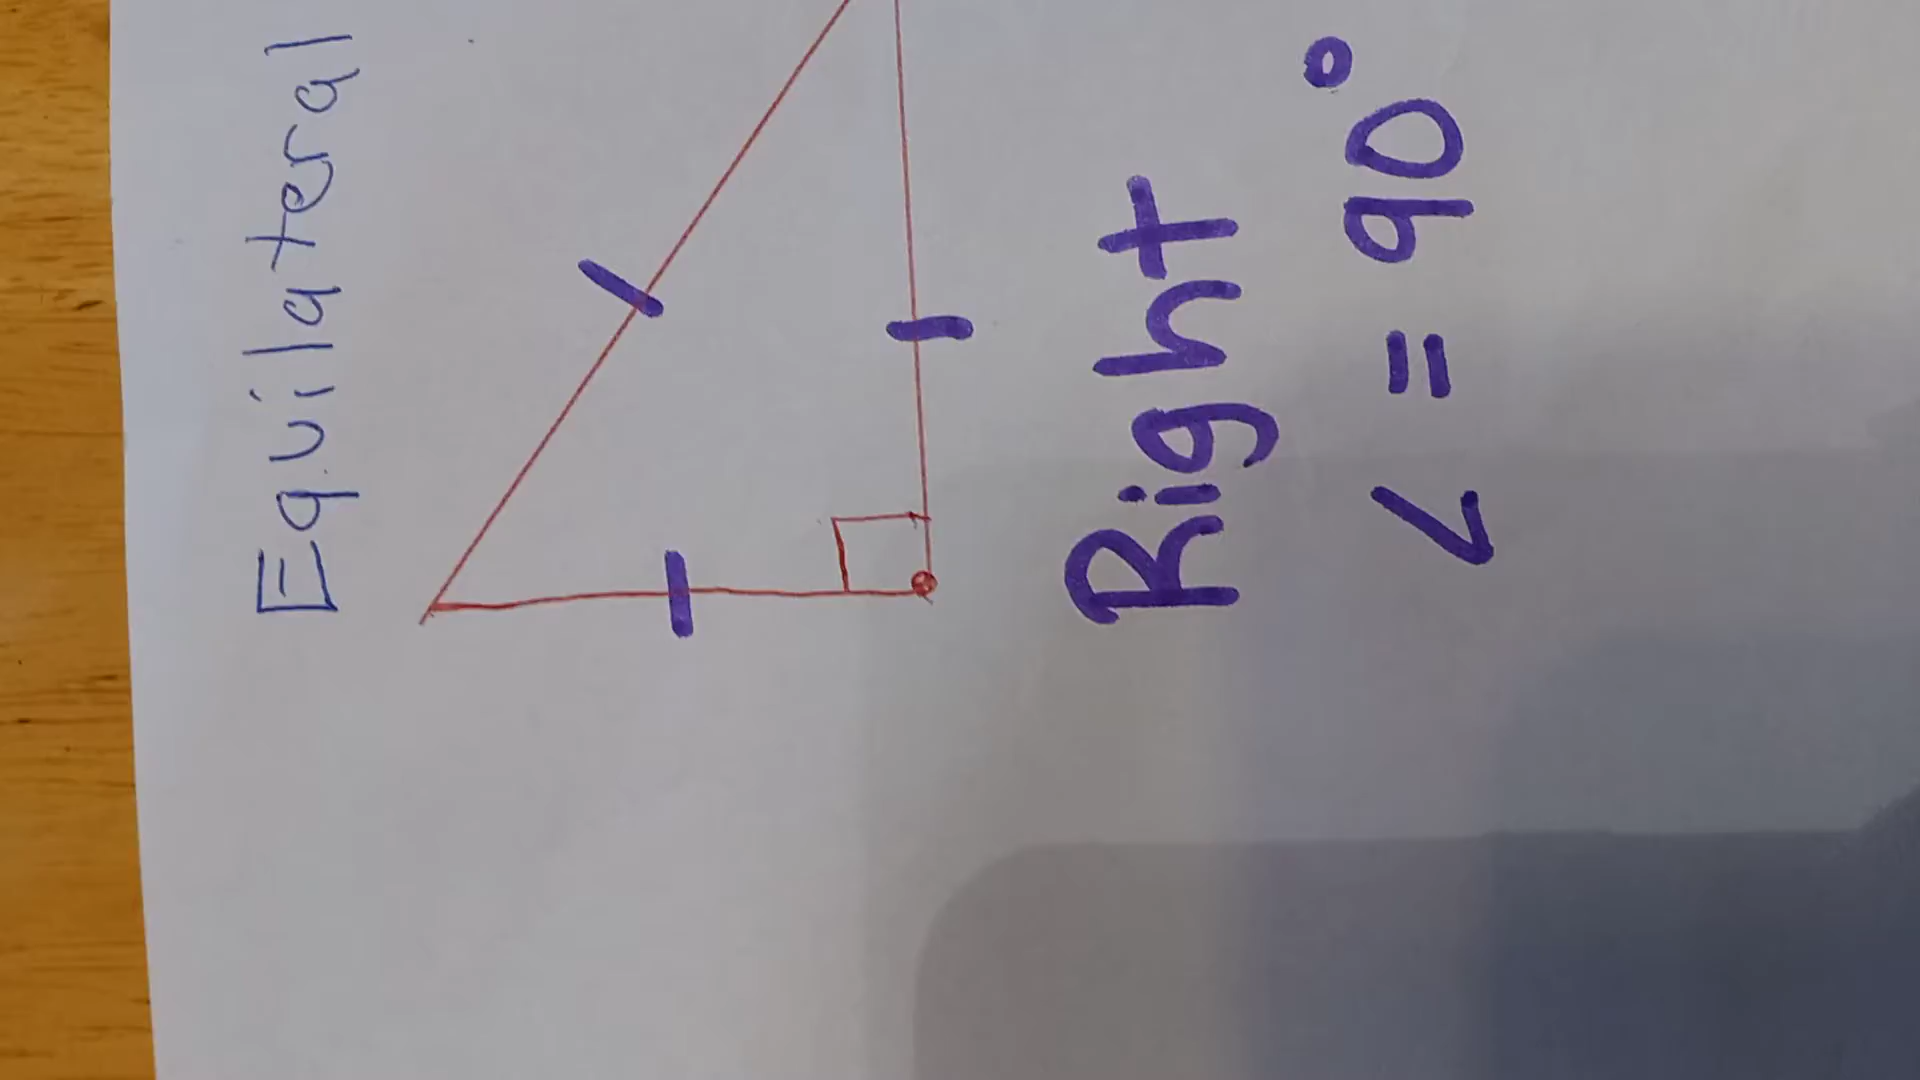 Equilateral
Right
∠ = 90°